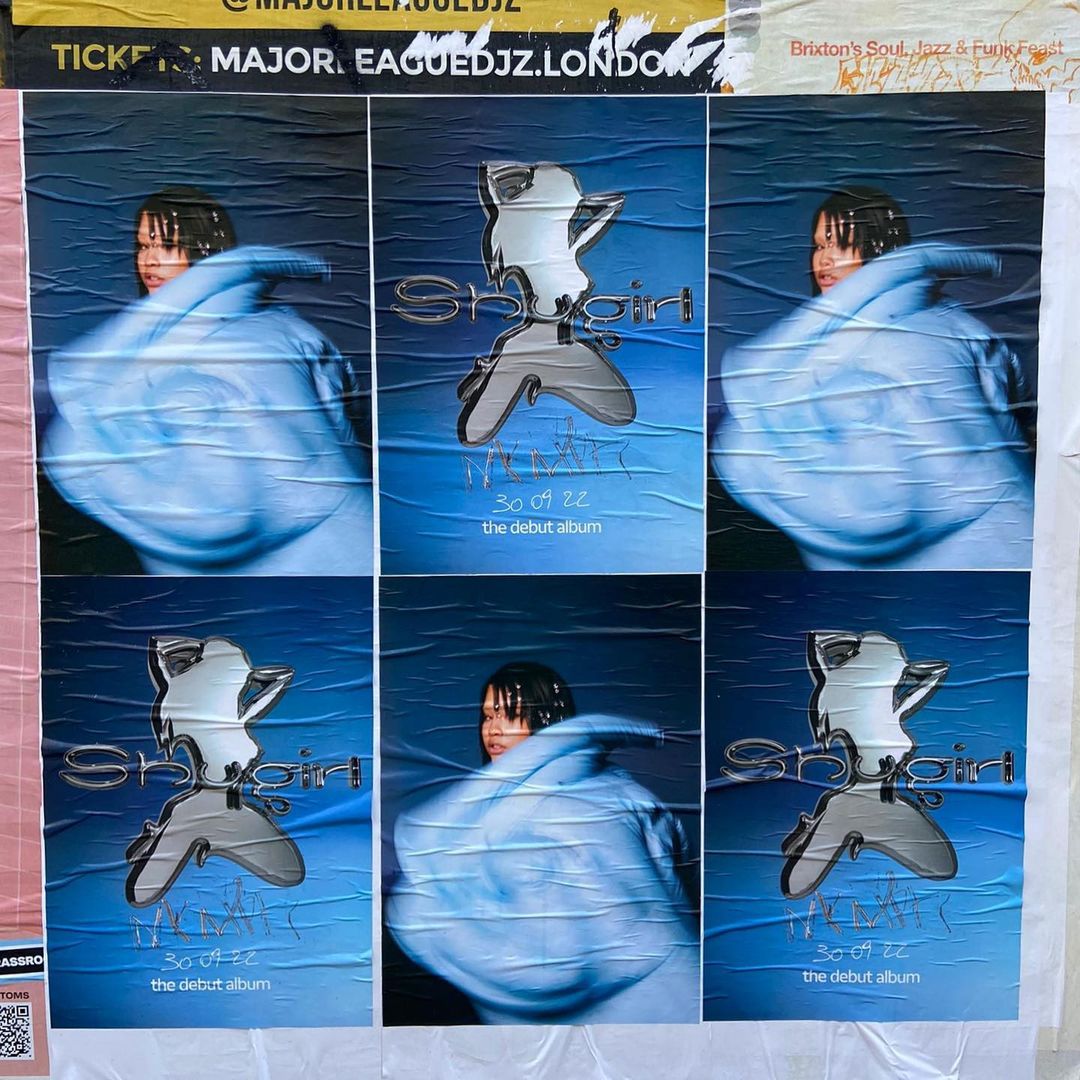 @MAJORLEAGUEDJZ
TICKETS: MAJORLEAGUEDJZ.LONDON
Brixton's Soul, Jazz & Funk Feast
Shygirl
30 09 22
the debut album
Shygirl
30 09 22
the debut album
Shygirl
30 09 22
the debut album